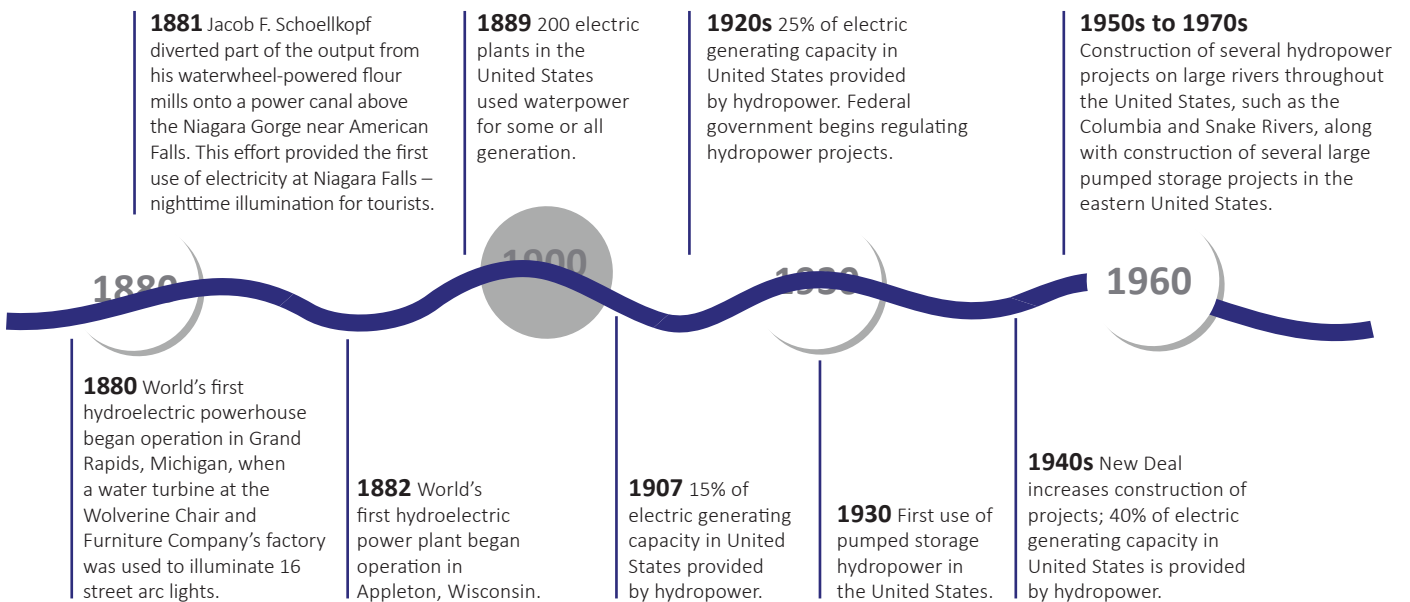 1881 Jacob F. Schoellkopf
diverted part of the output from
his waterwheel-powered flour
mills onto a power canal above
the Niagara Gorge near American
Falls. This effort provided the first
use of electricity at Niagara Falls –
nighttime illumination for tourists.
1889 200 electric
plants in the
United States
used waterpower
for some or all
generation.
1920s 25% of electric
generating capacity in
United States provided
by hydropower. Federal
government begins regulating
hydropower projects.
1950s to 1970s
Construction of several hydropower
projects on large rivers throughout
the United States, such as the
Columbia and Snake Rivers, along
with construction of several large
pumped storage projects in the
eastern United States.
1880
1900
1930
1960
1880 World’s first
hydroelectric powerhouse
began operation in Grand
Rapids, Michigan, when
a water turbine at the
Wolverine Chair and
Furniture Company’s factory
was used to illuminate 16
street arc lights.
1882 World’s
first hydroelectric
power plant began
operation in
Appleton, Wisconsin.
1907 15% of
electric generating
capacity in United
States provided
by hydropower.
1930 First use of
pumped storage
hydropower in
the United States.
1940s New Deal
increases construction of
projects; 40% of electric
generating capacity in
United States is provided
by hydropower.